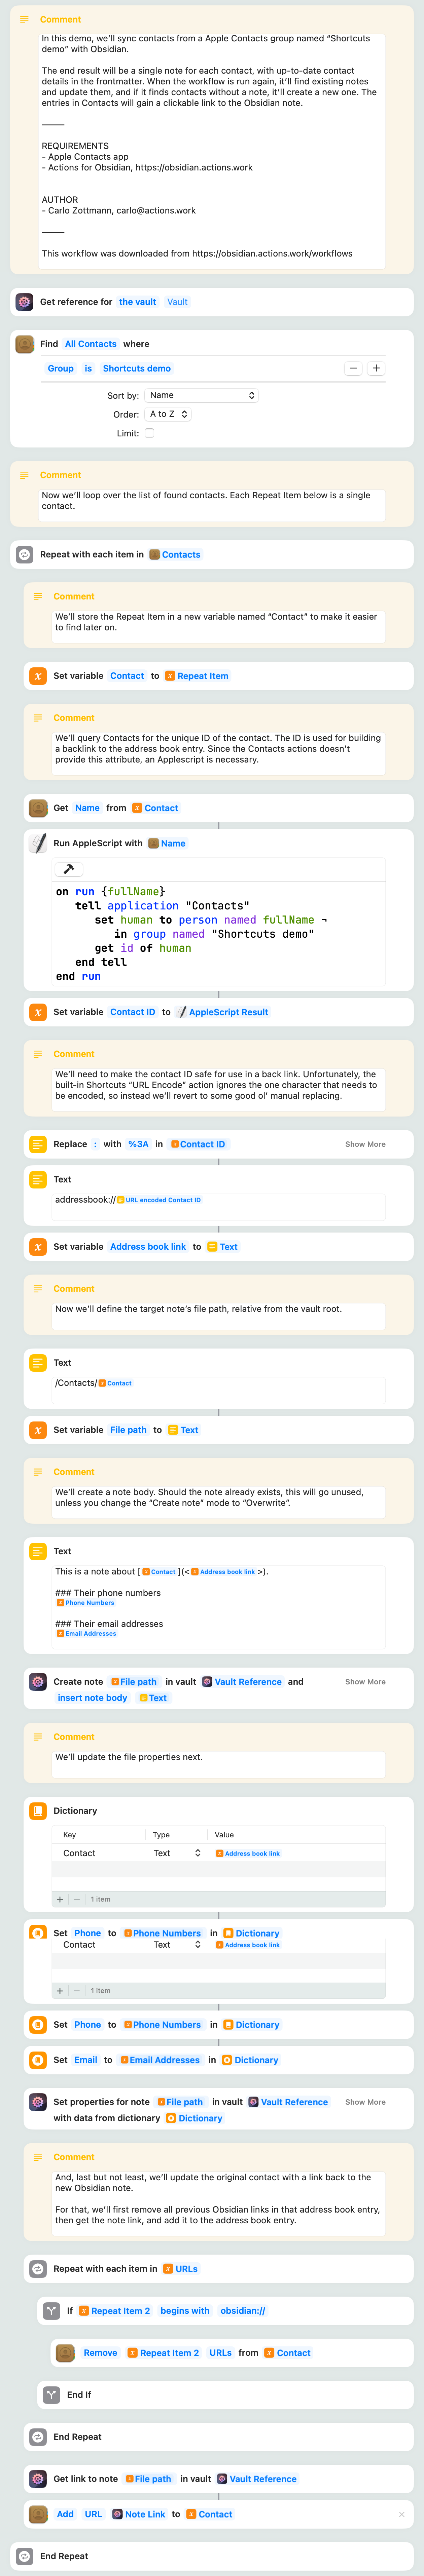 Comment
In this demo, we'll sync contacts from a Apple Contacts group named "Shortcuts
demo" with Obsidian.
The end result will be a single note for each contact, with up-to-date contact
details in the frontmatter. When the workflow is run again, it'll find existing notes
and update them, and if it finds contacts without a note, it'll create a new one. The
entries in Contacts will gain a clickable link to the Obsidian note.
⸻
REQUIREMENTS
- Apple Contacts app
- Actions for Obsidian, https://obsidian.actions.work
AUTHOR
- Carlo Zottmann, carlo@actions.work
⸻
This workflow was downloaded from https://obsidian.actions.work/workflows
Get reference for the vault Vault
Find All Contacts where
Group is Shortcuts demo
Sort by: Name
Order: A to Z
Limit:
Comment
Now we'll loop over the list of found contacts. Each Repeat Item below is a single
contact.
Repeat with each item in Contacts
Comment
We'll store the Repeat Item in a new variable named "Contact" to make it easier
to find later on.
Set variable Contact to Repeat Item
Comment
We'll query Contacts for the unique ID of the contact. The ID is used for building
a backlink to the address book entry. Since the Contacts actions doesn't
provide this attribute, an Applescript is necessary.
Get Name from Contact
Run AppleScript with Name
on run {fullName}
tell application "Contacts"
set human to person named fullName ¬
in group named "Shortcuts demo"
get id of human
end tell
end run
Set variable Contact ID to AppleScript Result
Comment
We'll need to make the contact ID safe for use in a back link. Unfortunately, the
built-in Shortcuts "URL Encode" action ignores the one character that needs to
be encoded, so instead we'll revert to some good ol' manual replacing.
Replace : with %3A in Contact ID Show More
Text
addressbook:// URL encoded Contact ID
Set variable Address book link to Text
Comment
Now we'll define the target note's file path, relative from the vault root.
Text
/Contacts/ Contact
Set variable File path to Text
Comment
We'll create a note body. Should the note already exists, this will go unused,
unless you change the "Create note" mode to "Overwrite".
Text
This is a note about [ Contact ](< Address book link >).
### Their phone numbers
Phone Numbers
### Their email addresses
Email Addresses
Create note File path in vault Vault Reference and Show More
insert note body Text
Comment
We'll update the file properties next.
Dictionary
Key Type Value
Contact Text Address book link
+ − 1 item
Set Phone to Phone Numbers in Dictionary
Contact Text Address book link
+ − 1 item
Set Phone to Phone Numbers in Dictionary
Set Email to Email Addresses in Dictionary
Set properties for note File path in vault Vault Reference Show More
with data from dictionary Dictionary
Comment
And, last but not least, we'll update the original contact with a link back to the
new Obsidian note.
For that, we'll first remove all previous Obsidian links in that address book entry,
then get the note link, and add it to the address book entry.
Repeat with each item in URLs
If Repeat Item 2 begins with obsidian://
Remove Repeat Item 2 URLs from Contact
End If
End Repeat
Get link to note File path in vault Vault Reference
Add URL Note Link to Contact
End Repeat